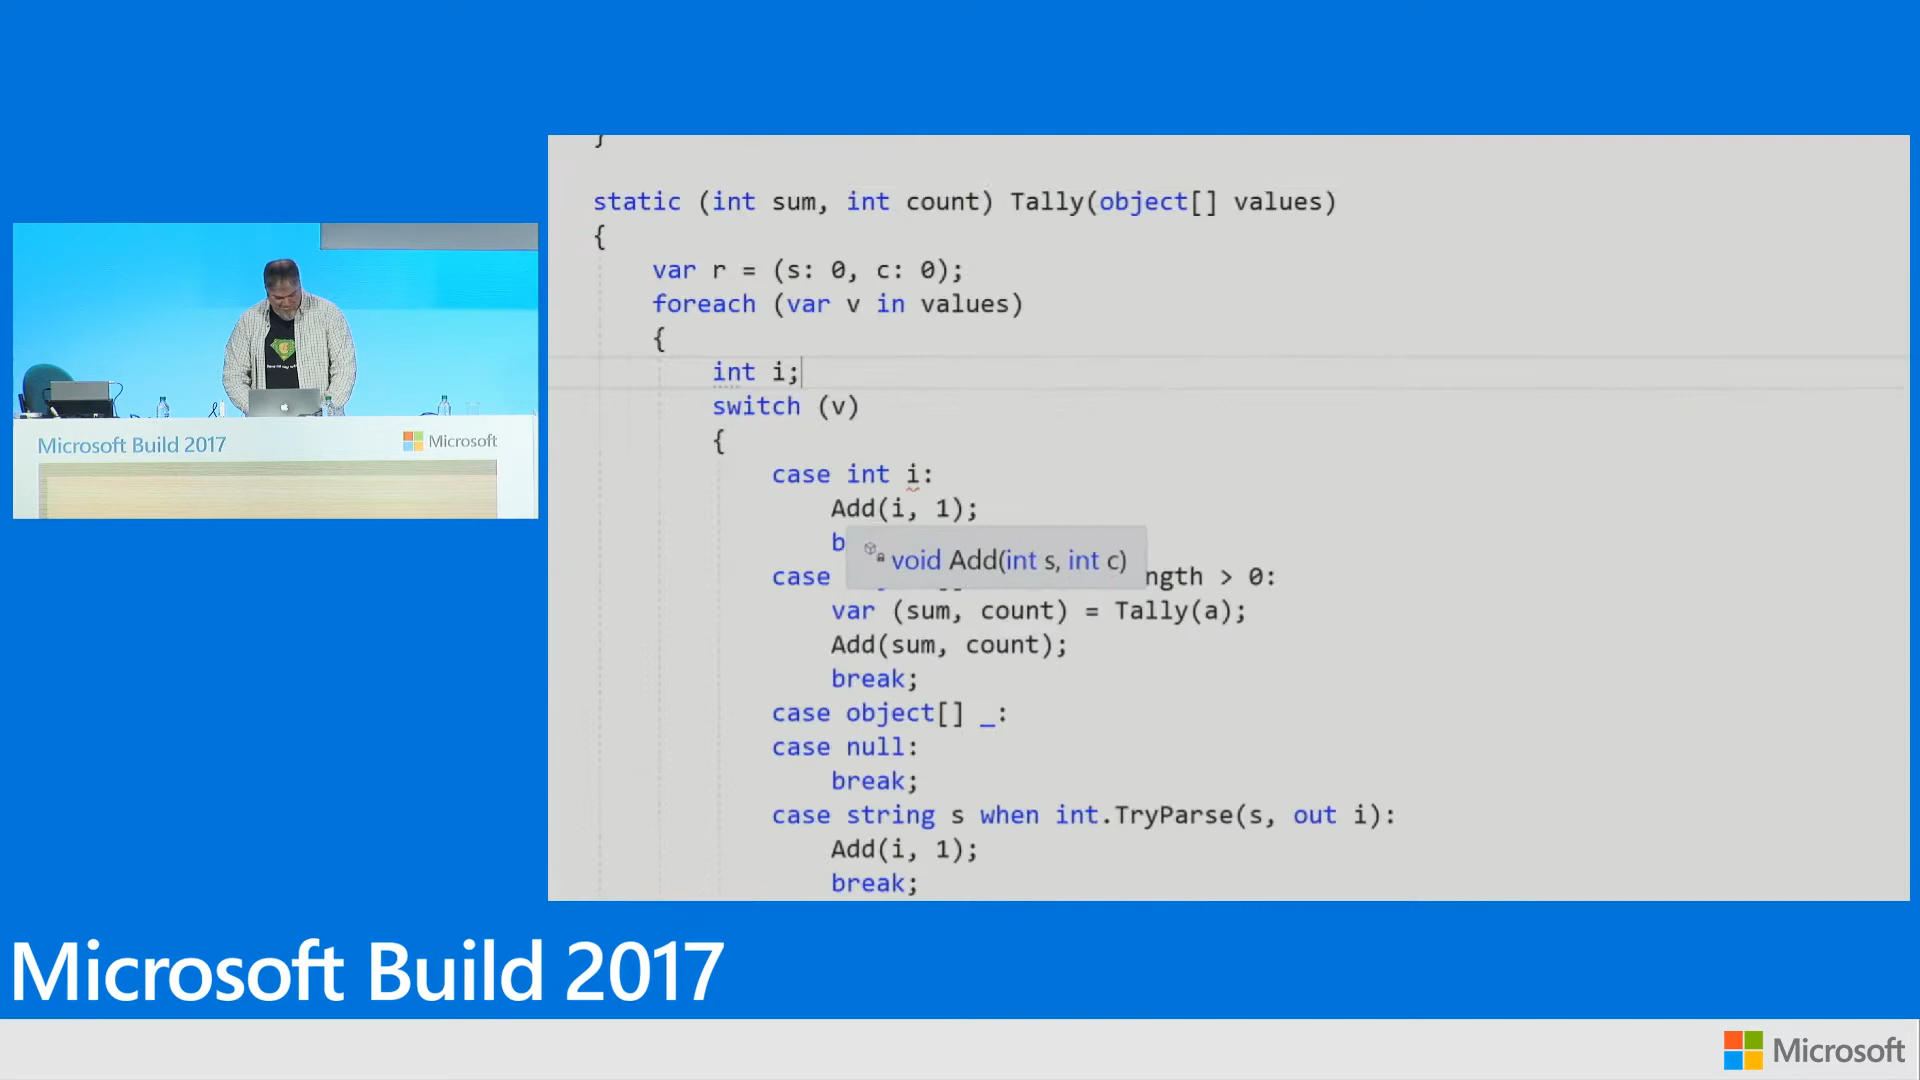 }
static (int sum, int count) Tally(object[] values)
{
var r = (s: 0, c: 0);
foreach (var v in values)
{
int i;
switch (v)
{
case int i:
Add(i, 1);
b
void Add(int s, int c)
case ngth > 0:
var (sum, count) = Tally(a);
Add(sum, count);
break;
case object[] _:
case null:
break;
case string s when int.TryParse(s, out i):
Add(i, 1);
break;
Microsoft Build 2017
Microsoft
Microsoft Build 2017
Microsoft